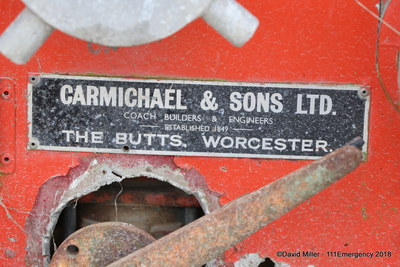 CARMICHAEL & SONS LTD.
COACH BUILDERS & ENGINEERS
ESTABLISHED 1849
THE BUTTS, WORCESTER.
©David Miller - 111Emergency 2018